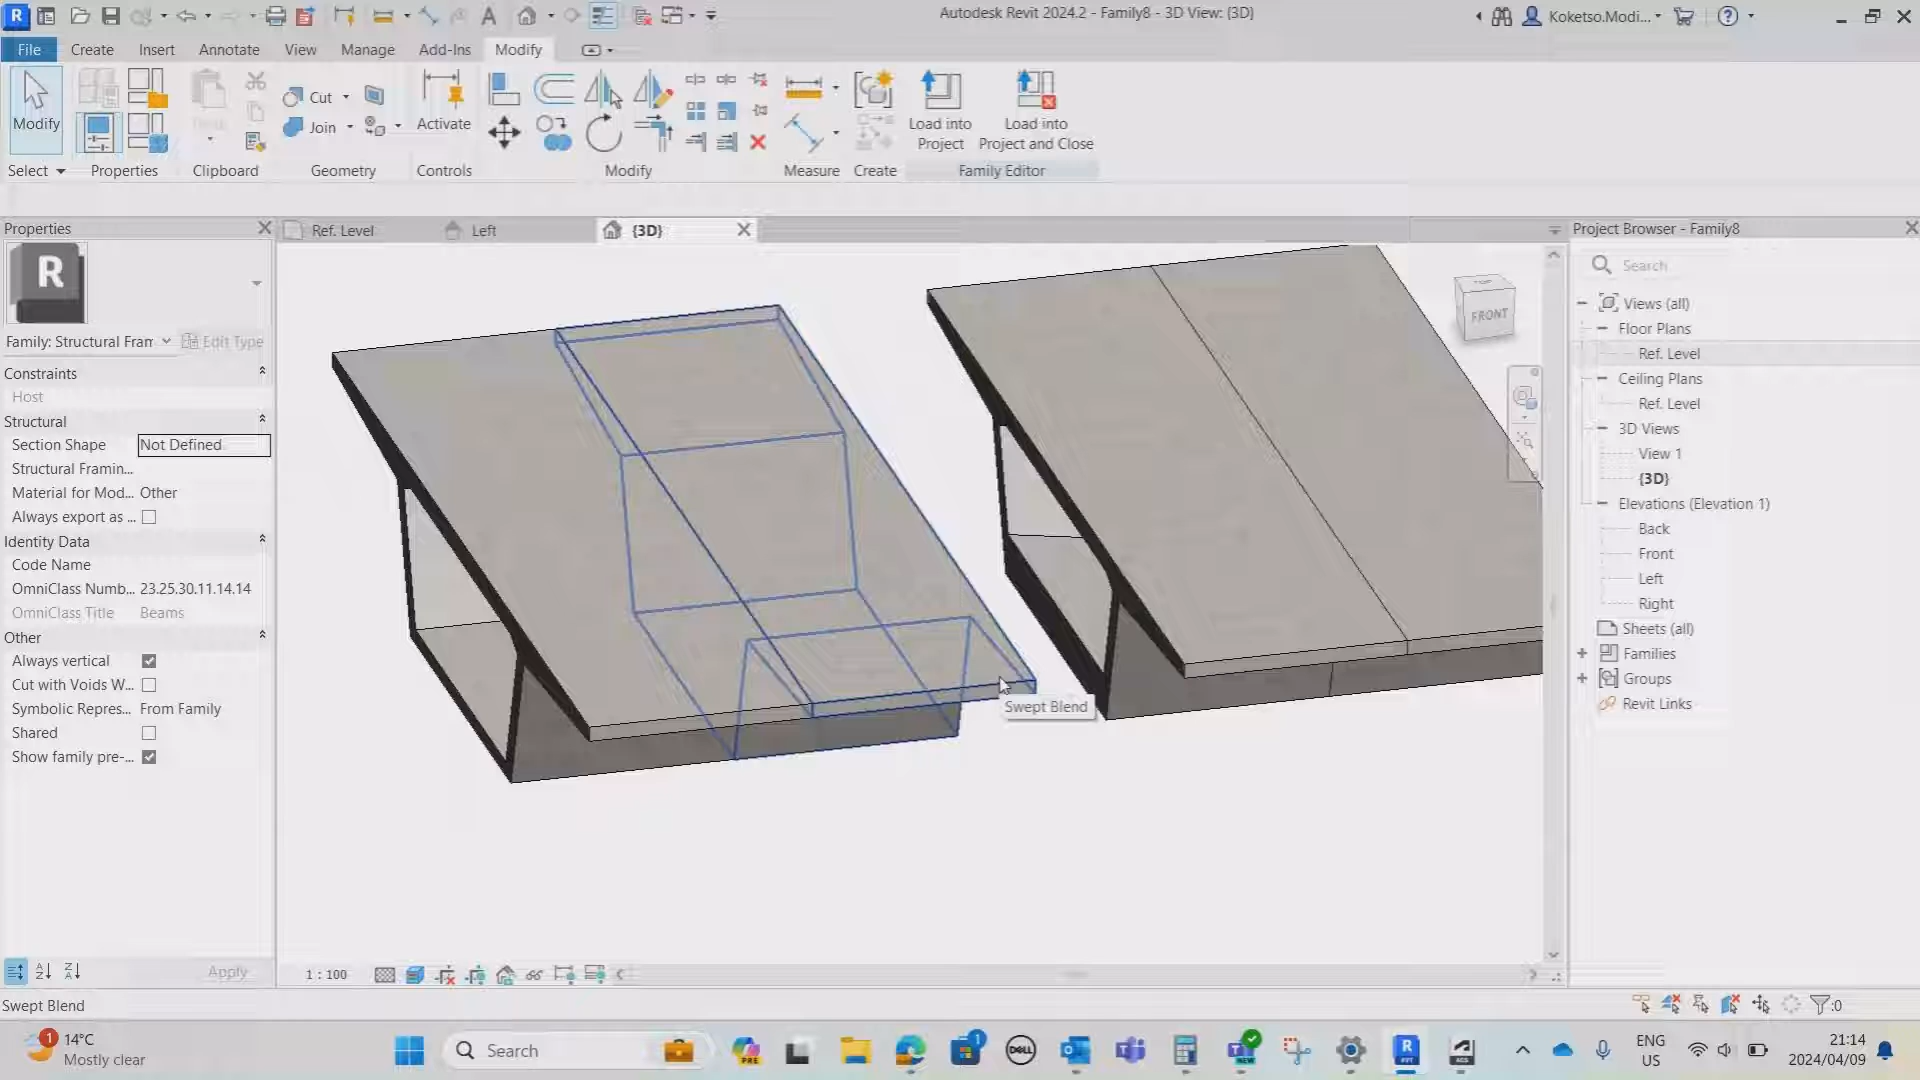 Autodesk Revit 2024.2 - Family8 - 3D View: {3D}
Koketso.Modi...
File Create Insert Annotate View Manage Add-Ins Modify
Modify
Cut
Join
Activate
Load into Project
Load into Project and Close
Select Properties Clipboard Geometry Controls Modify Measure Create Family Editor
Properties
Ref. Level
Left
{3D}
Project Browser - Family8
R
Search
Family: Structural Fram
Edit Type
Constraints
Host
Structural
Section Shape Not Defined
Structural Framin...
Material for Mod... Other
Always export as ...
Identity Data
Code Name
OmniClass Numb... 23.25.30.11.14.14
OmniClass Title Beams
Other
Always vertical
Cut with Voids W...
Symbolic Repres... From Family
Shared
Show family pre-...
Apply
FRONT
Swept Blend
Views (all)
Floor Plans
Ref. Level
Ceiling Plans
Ref. Level
3D Views
View 1
{3D}
Elevations (Elevation 1)
Back
Front
Left
Right
Sheets (all)
Families
Groups
Revit Links
1 : 100
Swept Blend
:0
1
14°C
Mostly clear
Search
PRE
1
DELL
NEW
R
ENG
US
21:14
2024/04/09